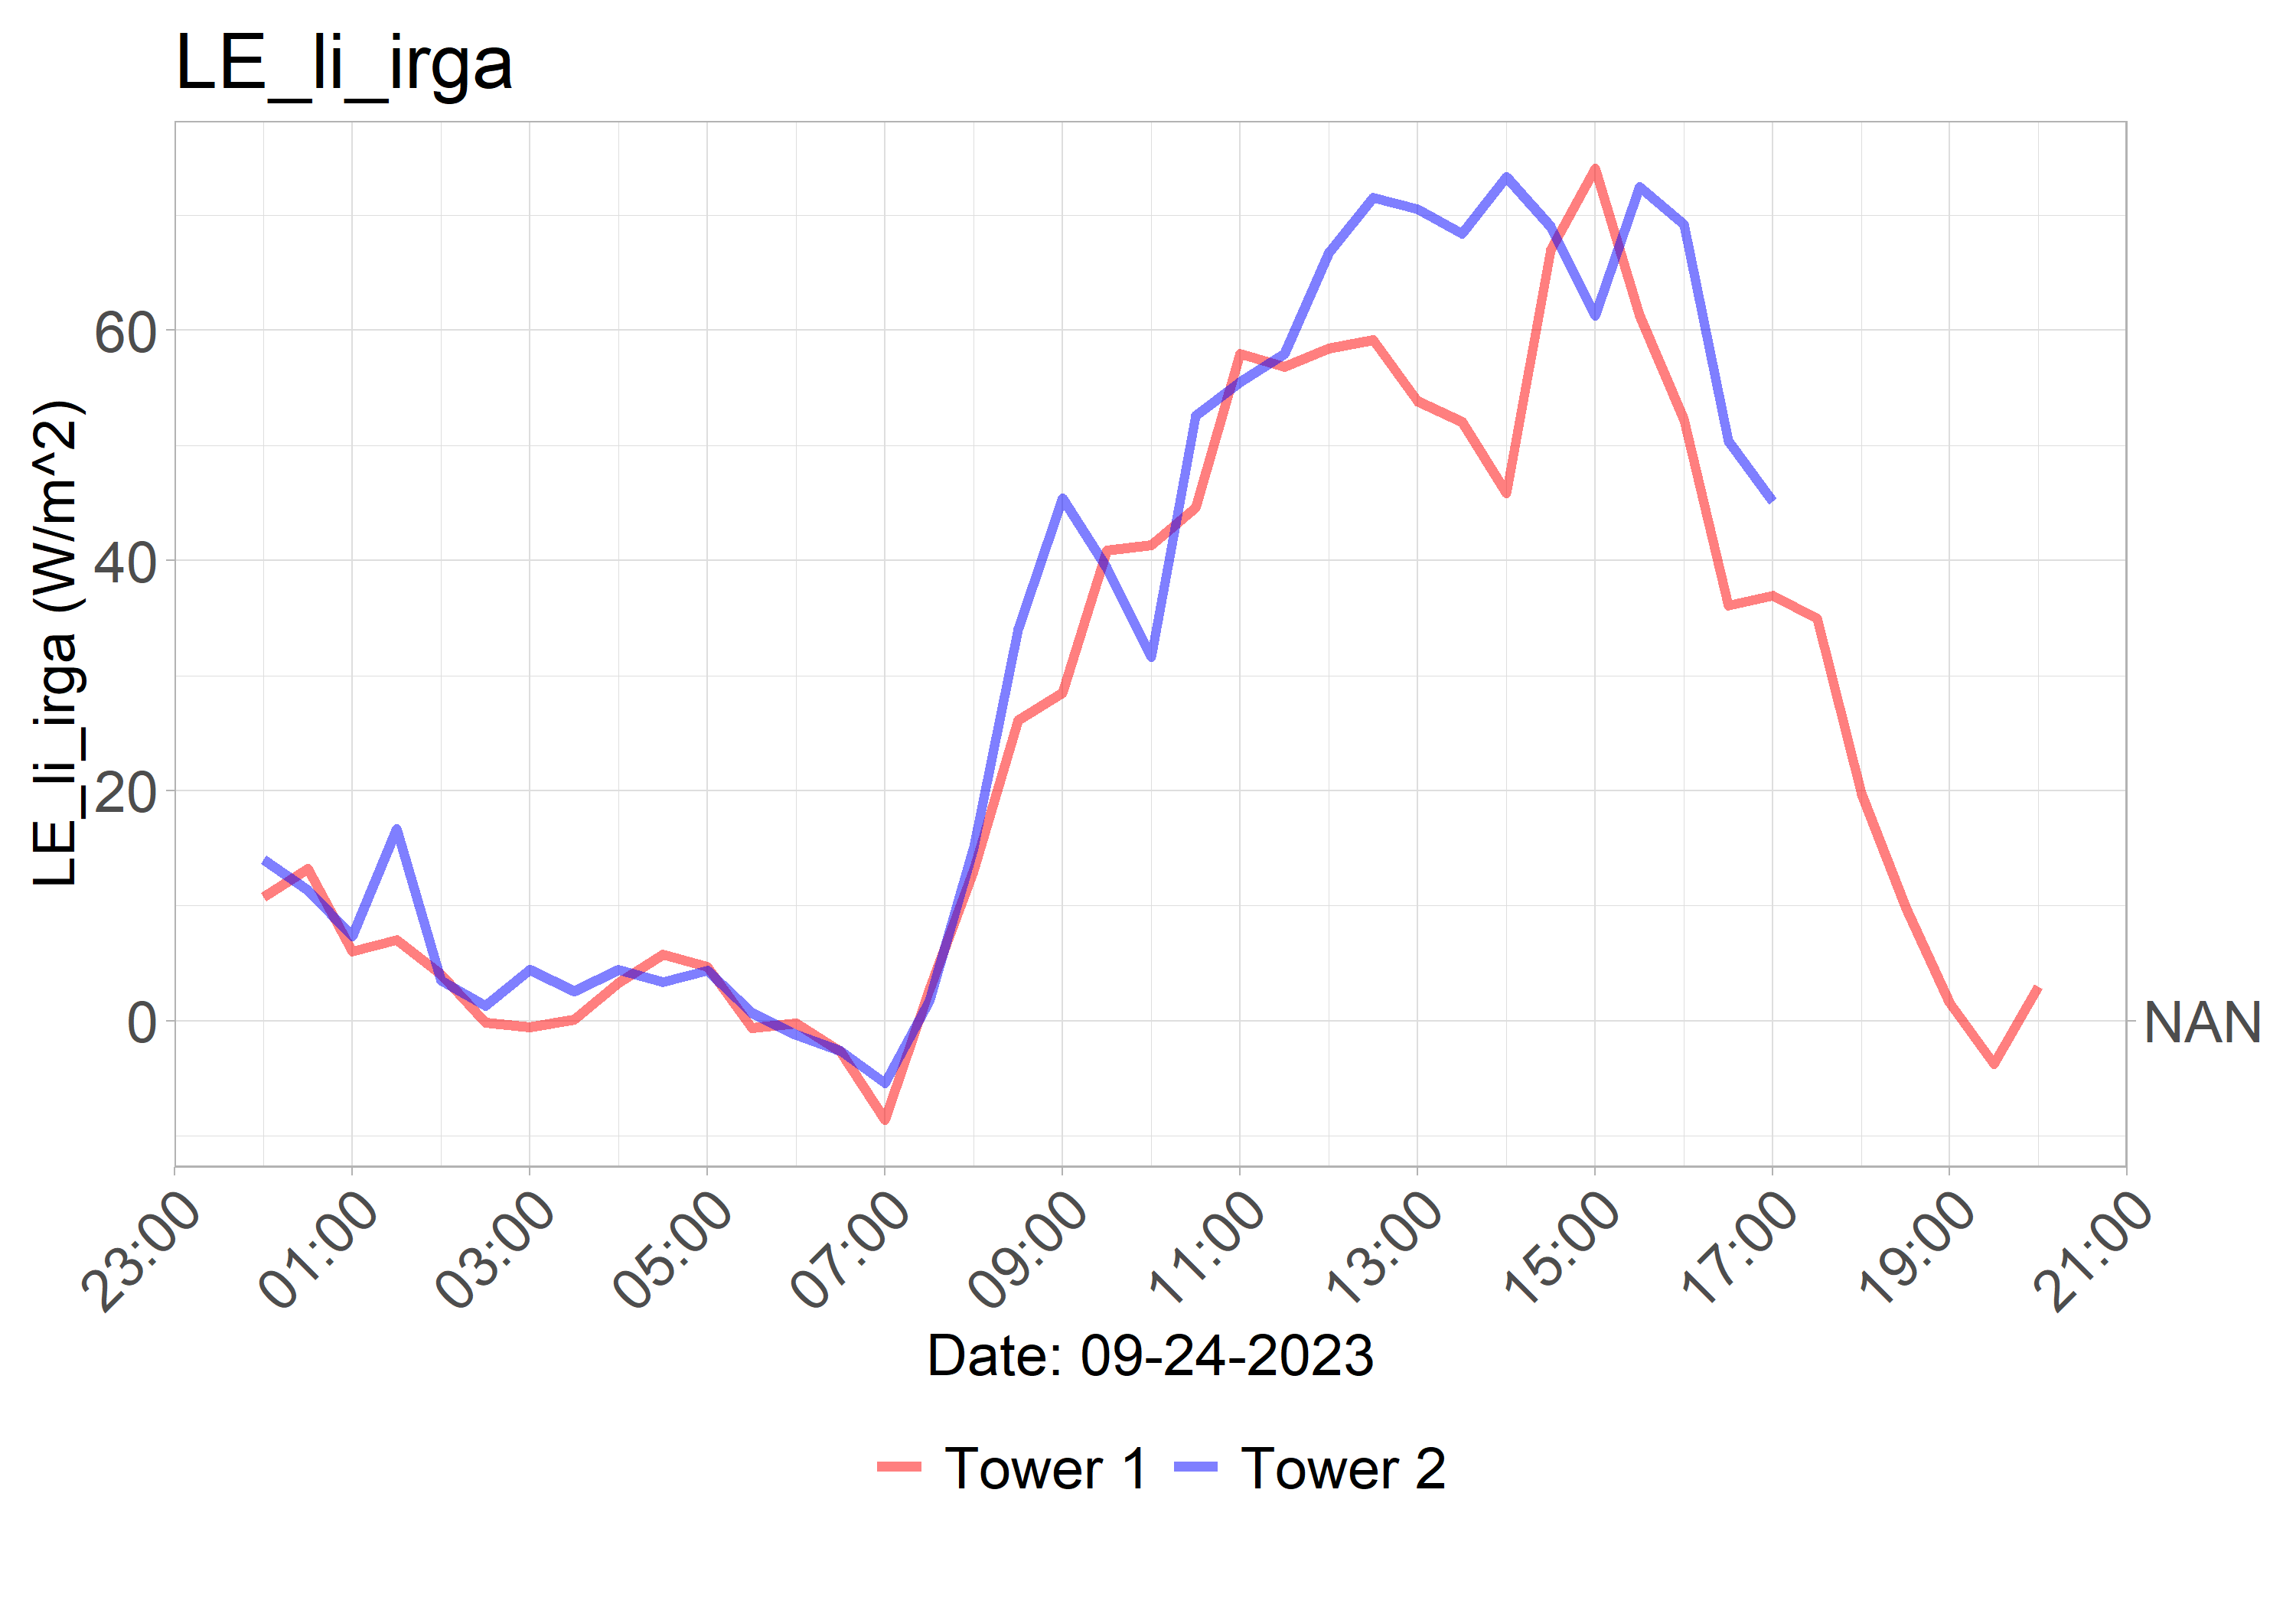 LE_li_irga
LE_li_irga (W/m^2)
60
40
20
0
NAN
23:00 01:00 03:00 05:00 07:00 09:00 11:00 13:00 15:00 17:00 19:00 21:00
Date: 09-24-2023
Tower 1 Tower 2